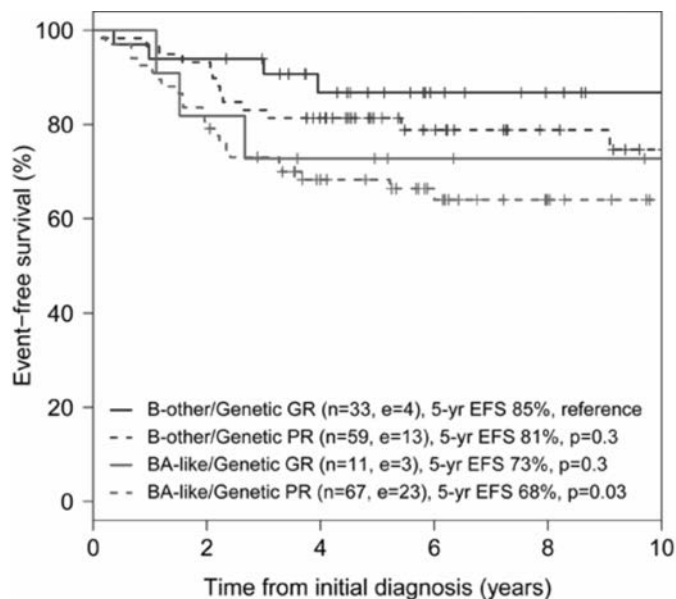 100
80
60
40
20
0
Event-free survival (%)
B-other/Genetic GR (n=33, e=4), 5-yr EFS 85%, reference
B-other/Genetic PR (n=59, e=13), 5-yr EFS 81%, p=0.3
BA-like/Genetic GR (n=11, e=3), 5-yr EFS 73%, p=0.3
BA-like/Genetic PR (n=67, e=23), 5-yr EFS 68%, p=0.03
0 2 4 6 8 10
Time from initial diagnosis (years)